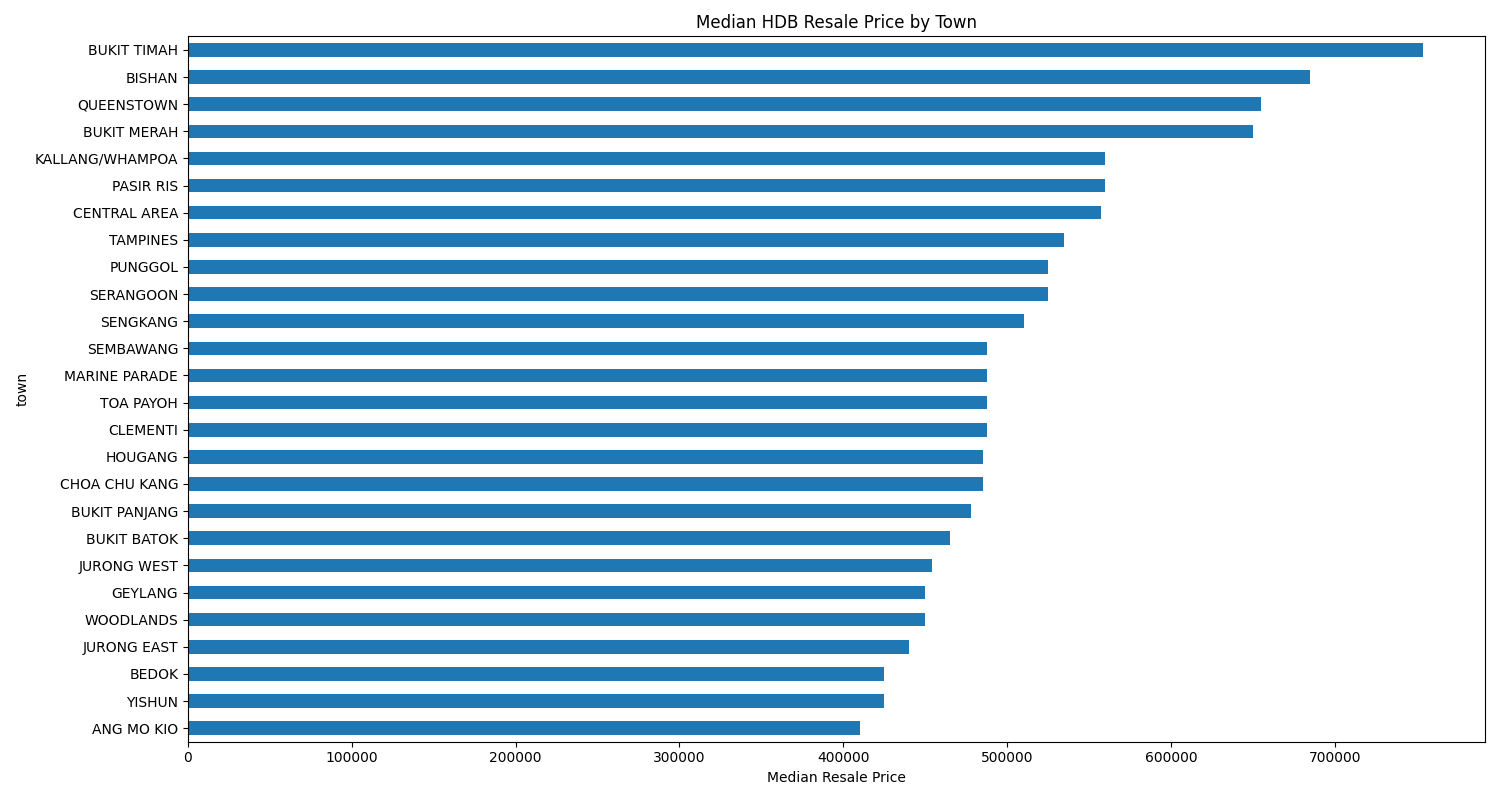 Median HDB Resale Price by Town
BUKIT TIMAH
BISHAN
QUEENSTOWN
BUKIT MERAH
KALLANG/WHAMPOA
PASIR RIS
CENTRAL AREA
TAMPINES
PUNGGOL
SERANGOON
SENGKANG
SEMBAWANG
MARINE PARADE
TOA PAYOH
CLEMENTI
HOUGANG
CHOA CHU KANG
BUKIT PANJANG
BUKIT BATOK
JURONG WEST
GEYLANG
WOODLANDS
JURONG EAST
BEDOK
YISHUN
ANG MO KIO
town
0 100000 200000 300000 400000 500000 600000 700000
Median Resale Price